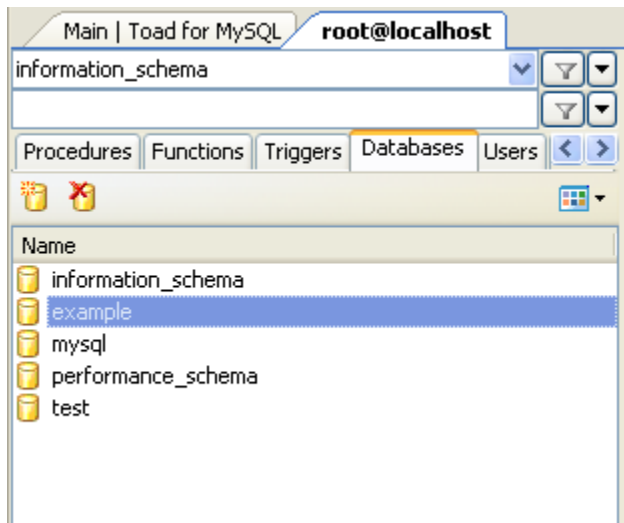 Main | Toad for MySQL root@localhost
information_schema
Procedures Functions Triggers Databases Users
Name
information_schema
example
mysql
performance_schema
test